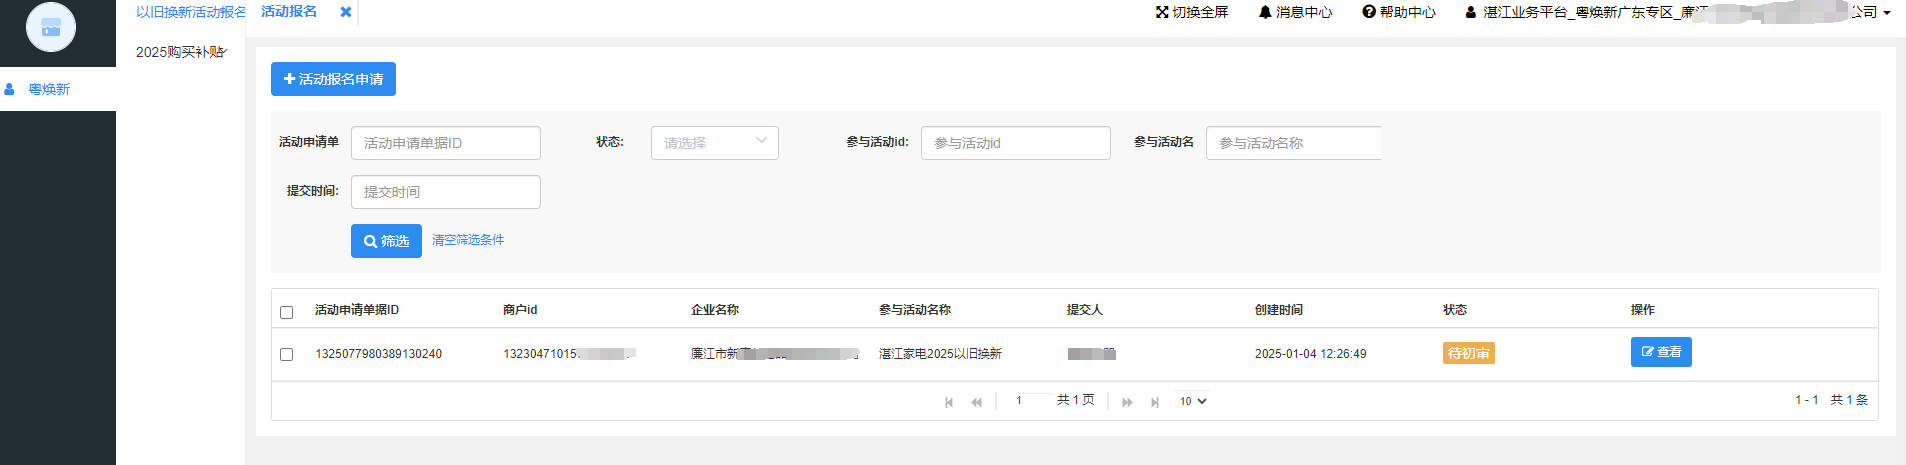 以旧换新活动报名
活动报名
切换全屏
消息中心
帮助中心
湛江业务平台_粤焕新广东专区_廉江
公司
2025购买补贴
粤焕新
活动报名申请
活动申请单
活动申请单据ID
状态:
请选择
参与活动id:
参与活动id
参与活动名
参与活动名称
提交时间:
提交时间
筛选
清空筛选条件
活动申请单据ID
商户id
企业名称
参与活动名称
提交人
创建时间
状态
操作
1325077980389130240
1323047101
廉江市新
湛江家电2025以旧换新
2025-01-04 12:26:49
待初审
查看
1
共 1 页
10
1 - 1 共 1 条